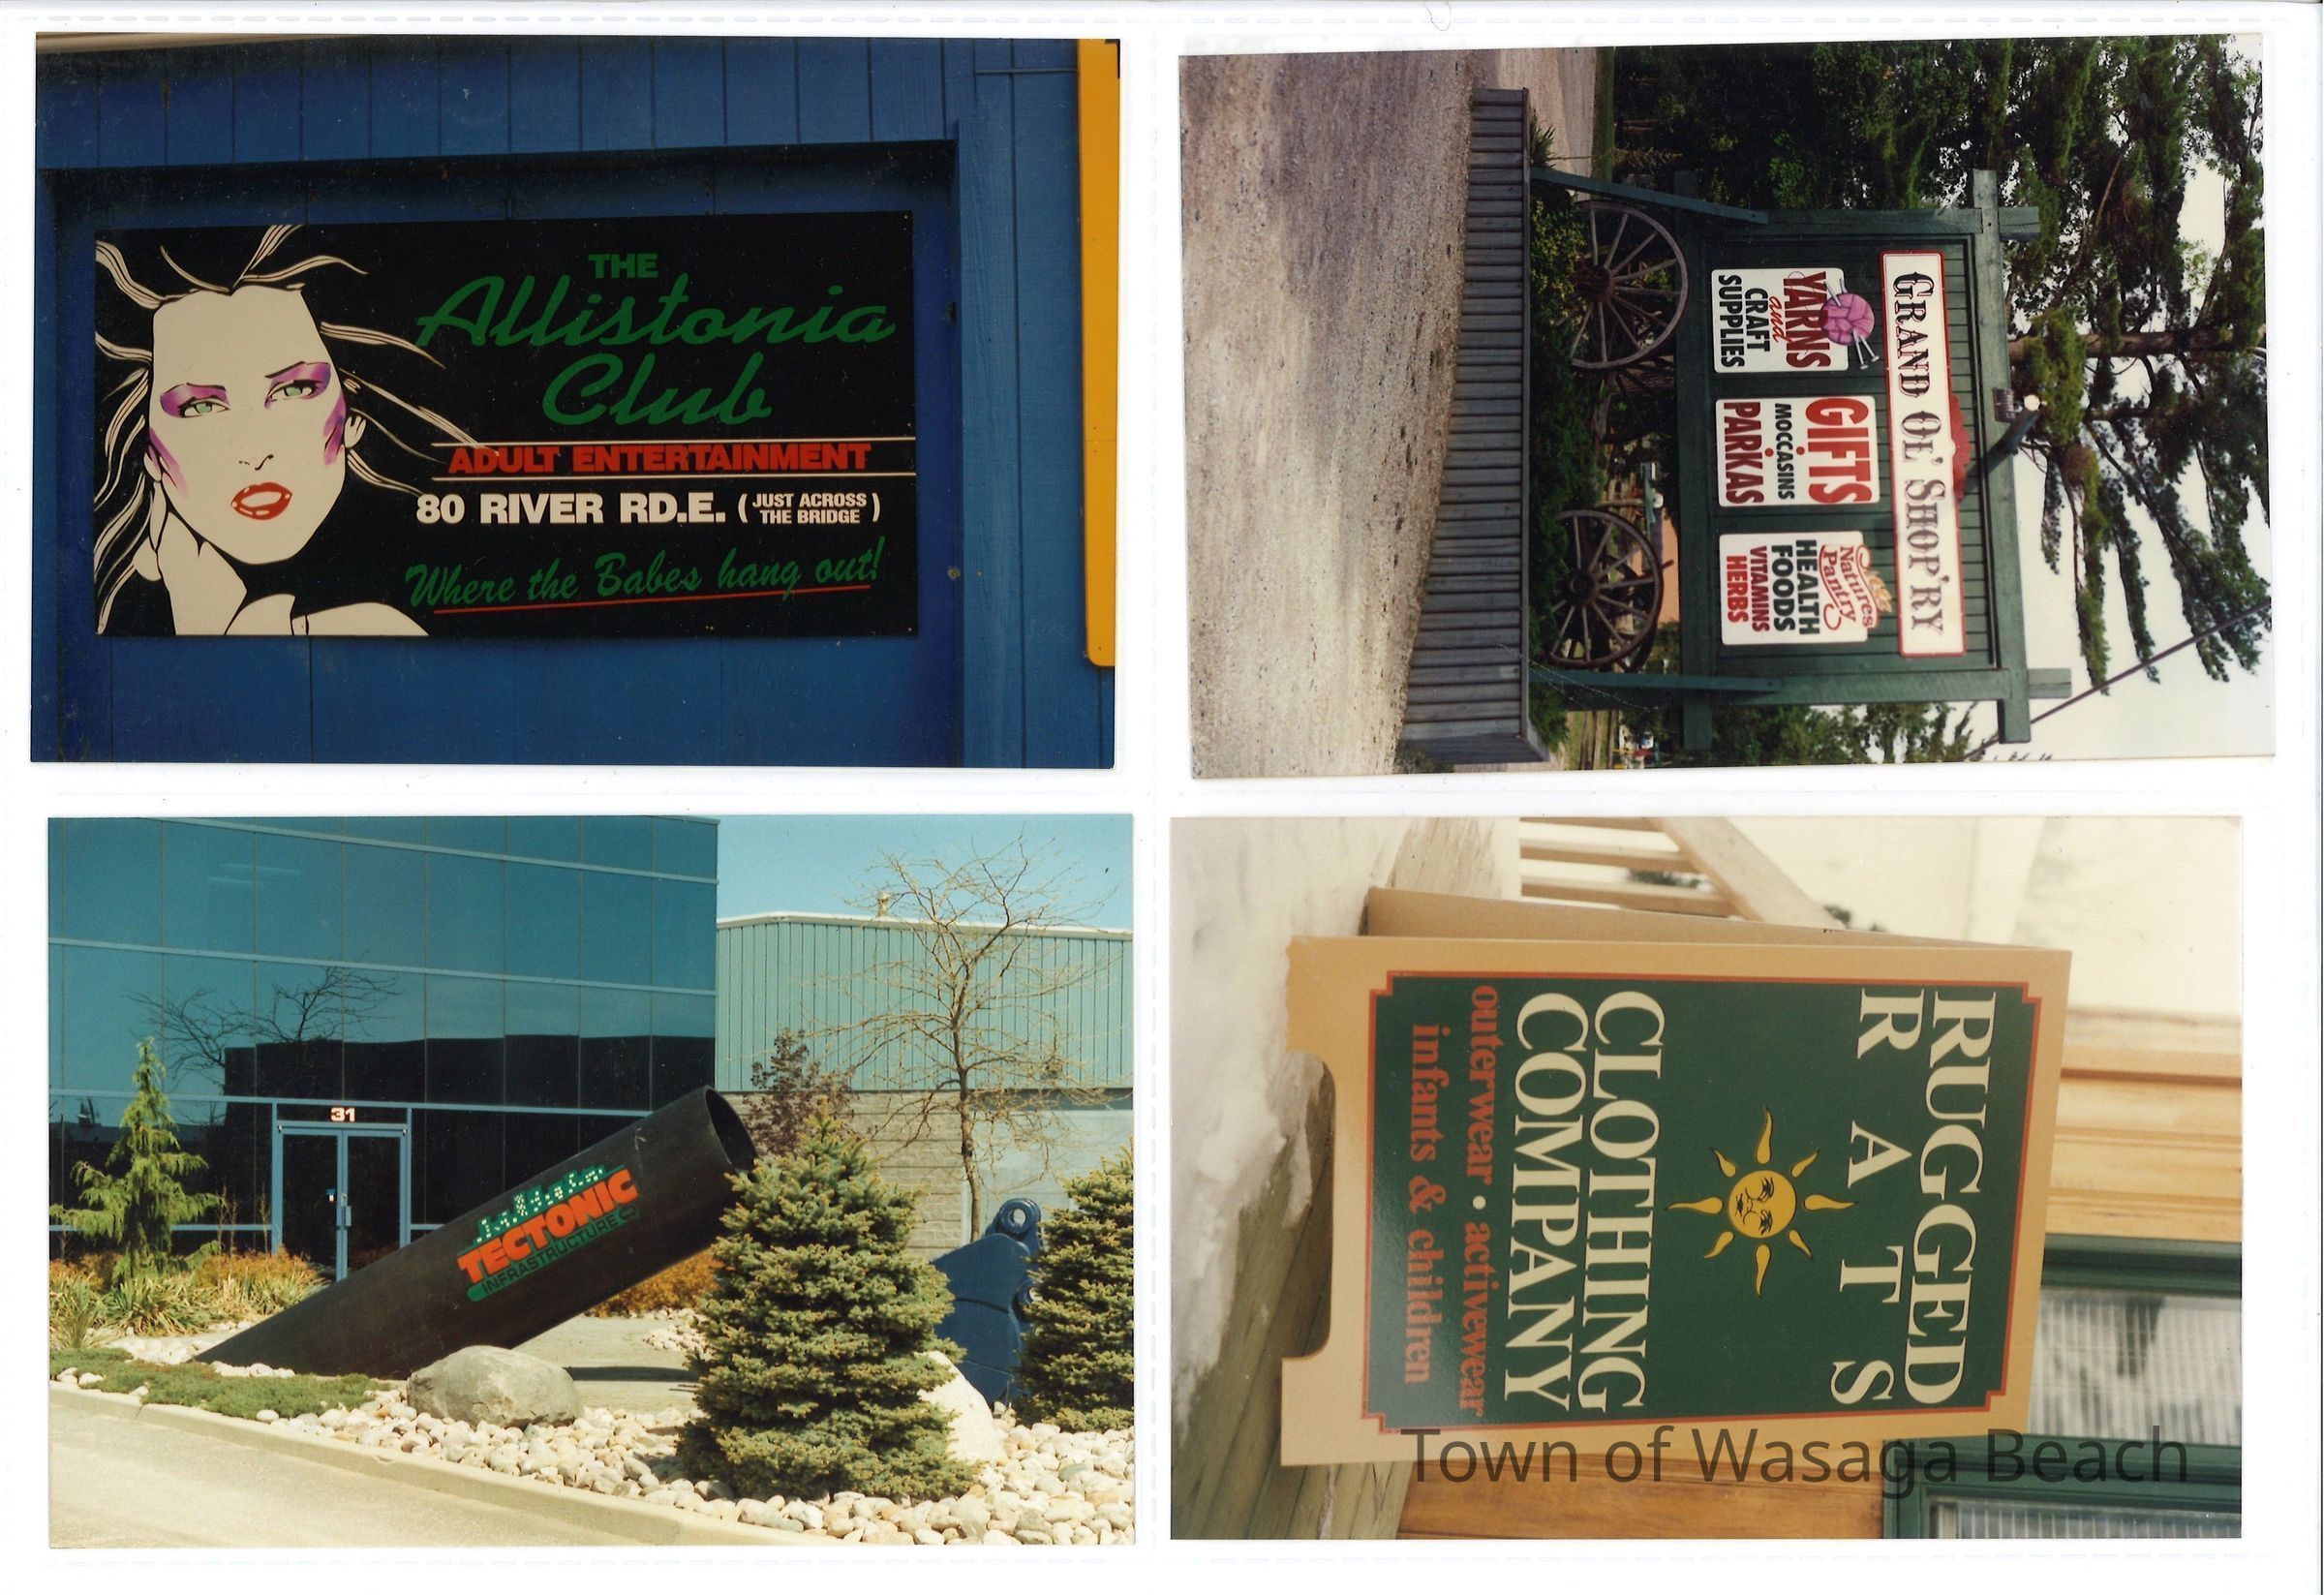 THE
Allistonia
Club
ADULT ENTERTAINMENT
80 RIVER RD.E. (JUST ACROSS THE BRIDGE)
Where the Babes hang out!
GRAND OL' SHOP'RY
YARNS
and
CRAFT
SUPPLIES
GIFTS
MOCCASINS
PARKAS
Natures
Pantry
HEALTH
FOODS
VITAMINS
HERBS
31
TECTONIC
INFRASTRUCTURE
RUGGED
RATS
CLOTHING
COMPANY
outerwear • activewear
infants & children
Town of Wasaga Beach